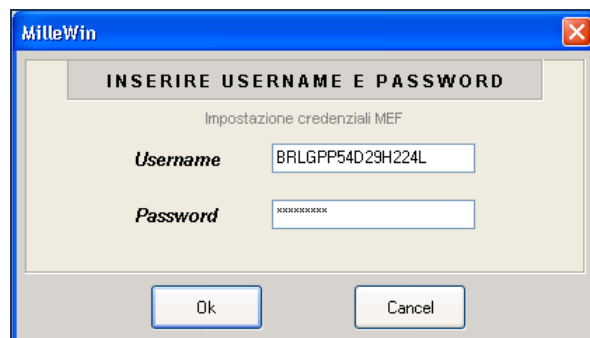 MilleWin
INSERIRE USERNAME E PASSWORD
Impostazione credenziali MEF
Username BRLGPP54D29H224L
Password *********
Ok Cancel